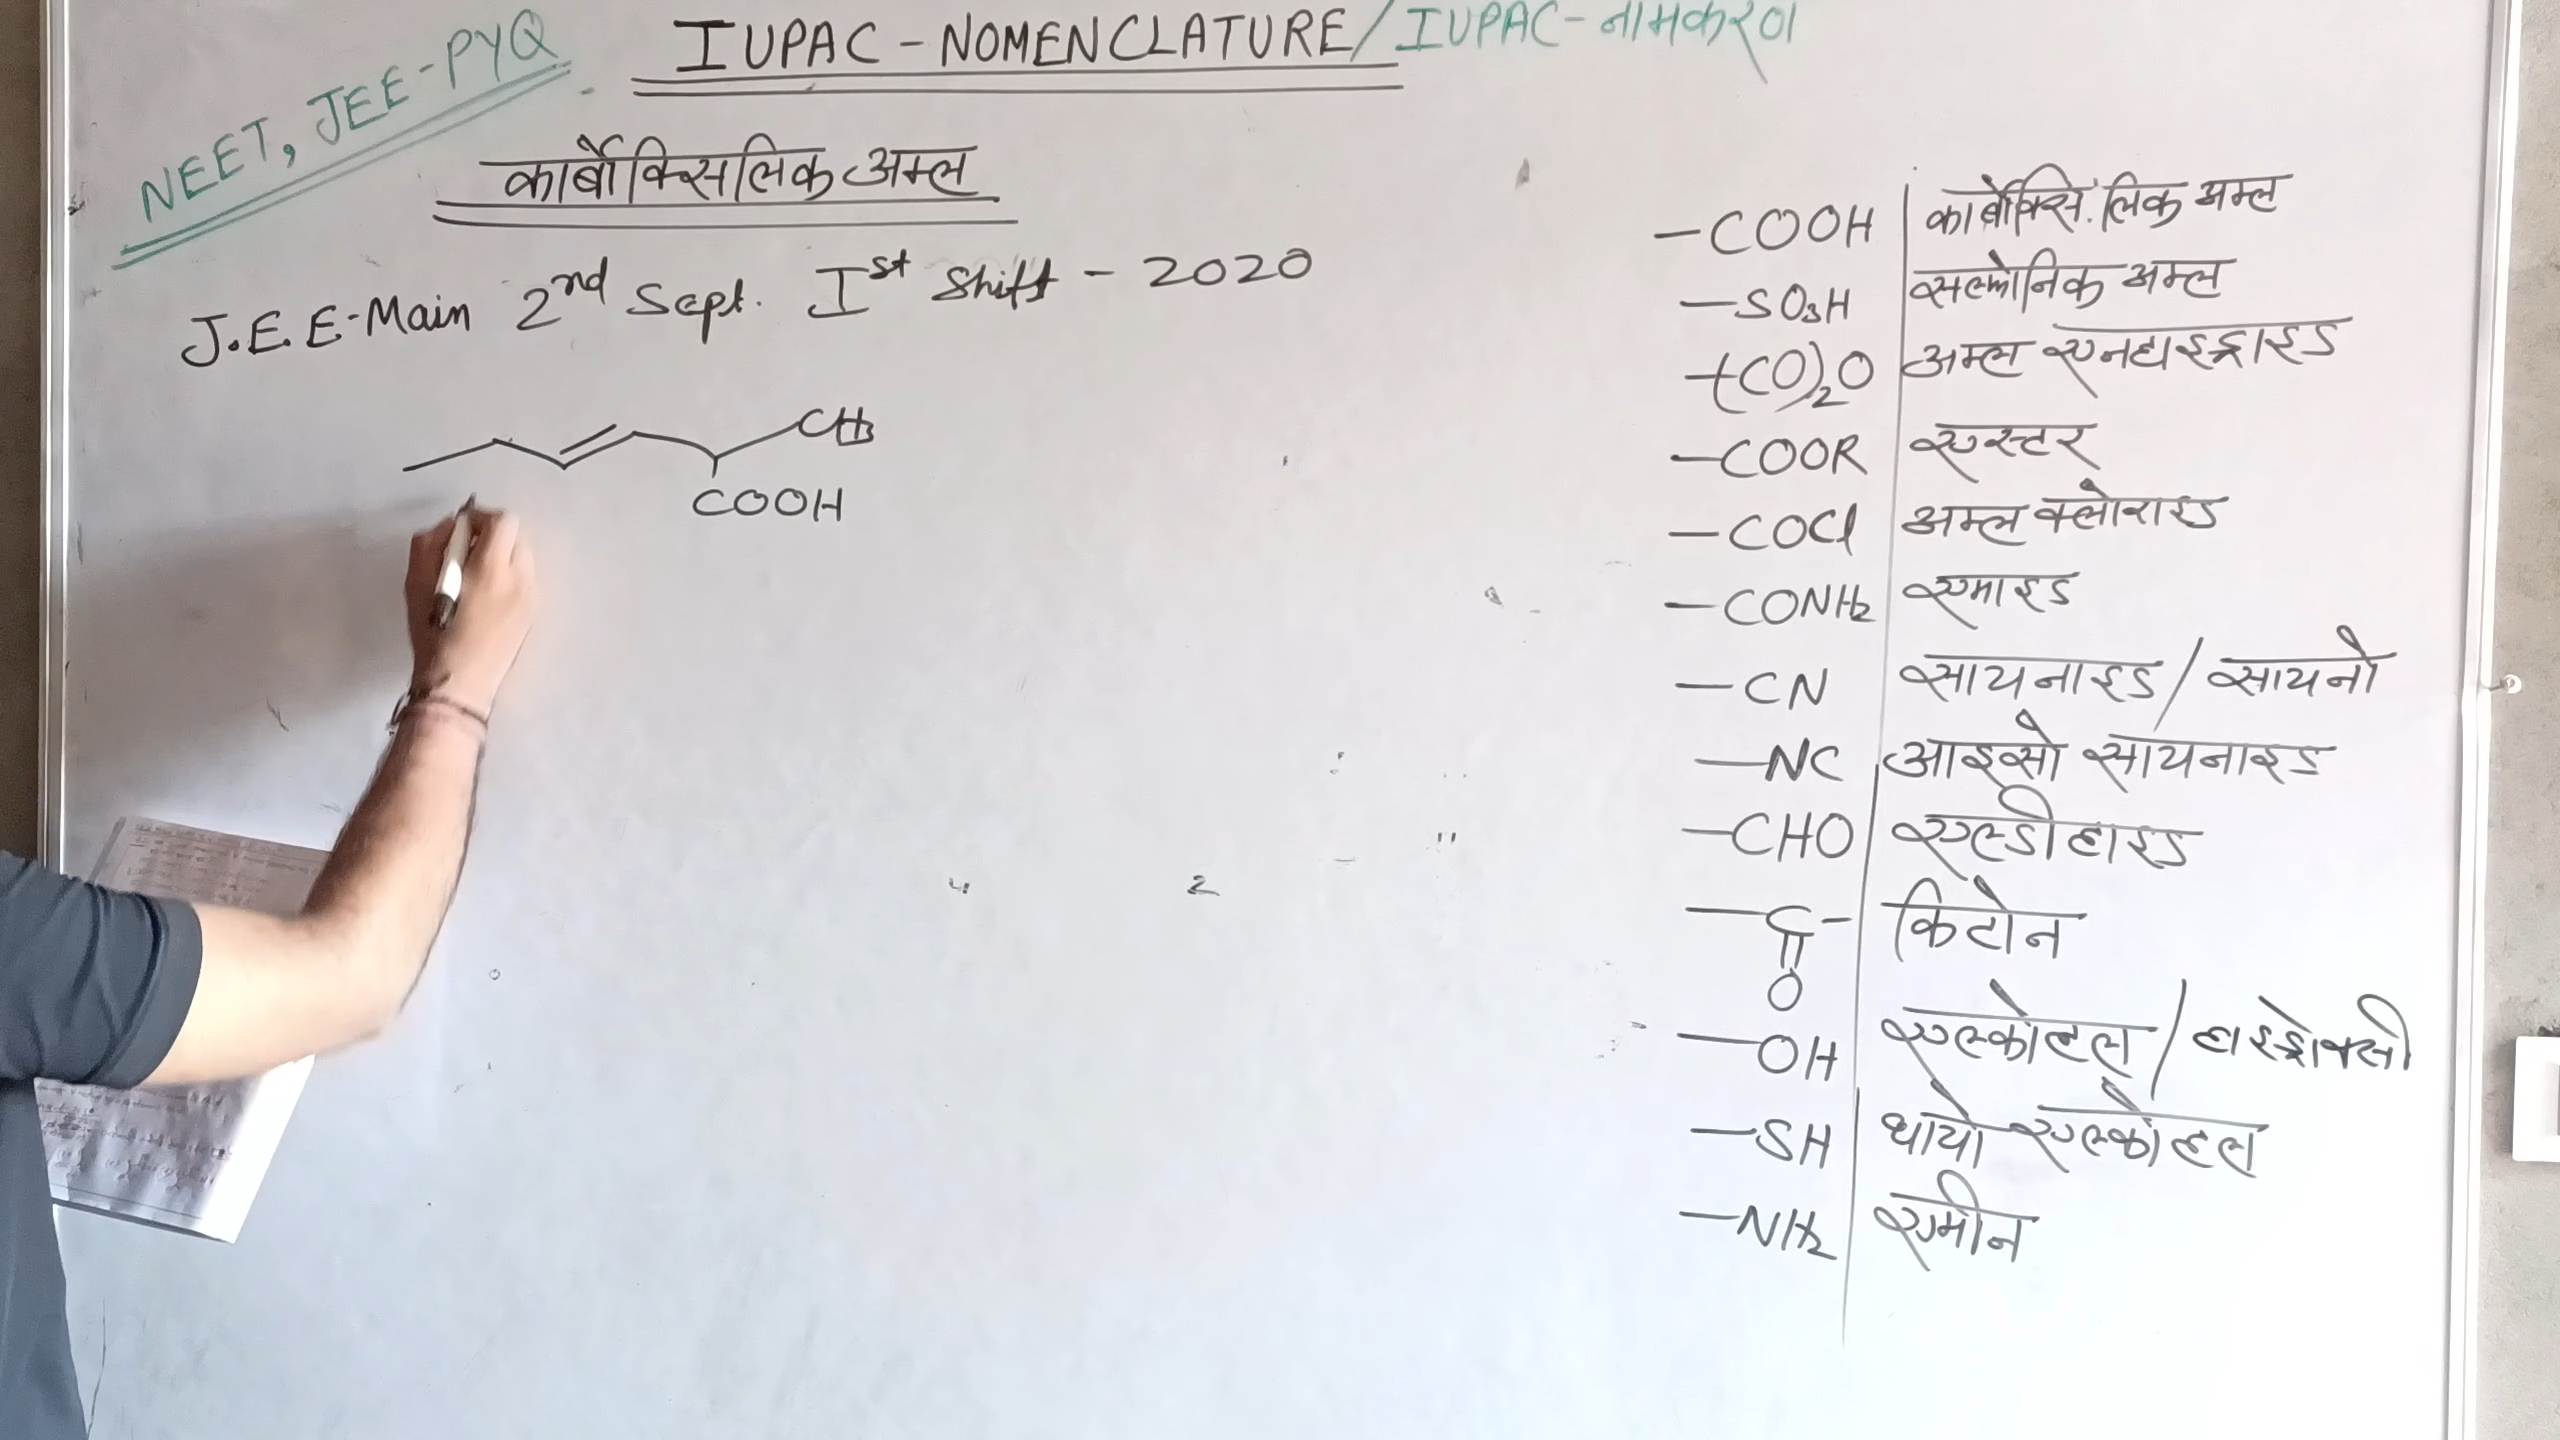 IUPAC-NOMENCLATURE/IUPAC-नामकरण
NEET, JEE-PYQ
कार्बोक्सिलिक अम्ल
J.E.E-Main 2nd Sept. Ist Shift - 2020
CH3
COOH
-COOH कार्बोक्सिलिक अम्ल
-SO3H सल्फोनिक अम्ल
-(CO)2O अम्ल एनहाइड्राइड
-COOR एस्टर
-COCl अम्ल क्लोराइड
-CONH2 एमाइड
-CN सायनाइड/सायनो
-NC आइसो सायनाइड
-CHO एल्डीहाइड
-C- किटोन
O
-OH एल्कोहल/हाइड्रोक्सी
-SH थायो एल्कोहल
-NH2 एमीन
4 2